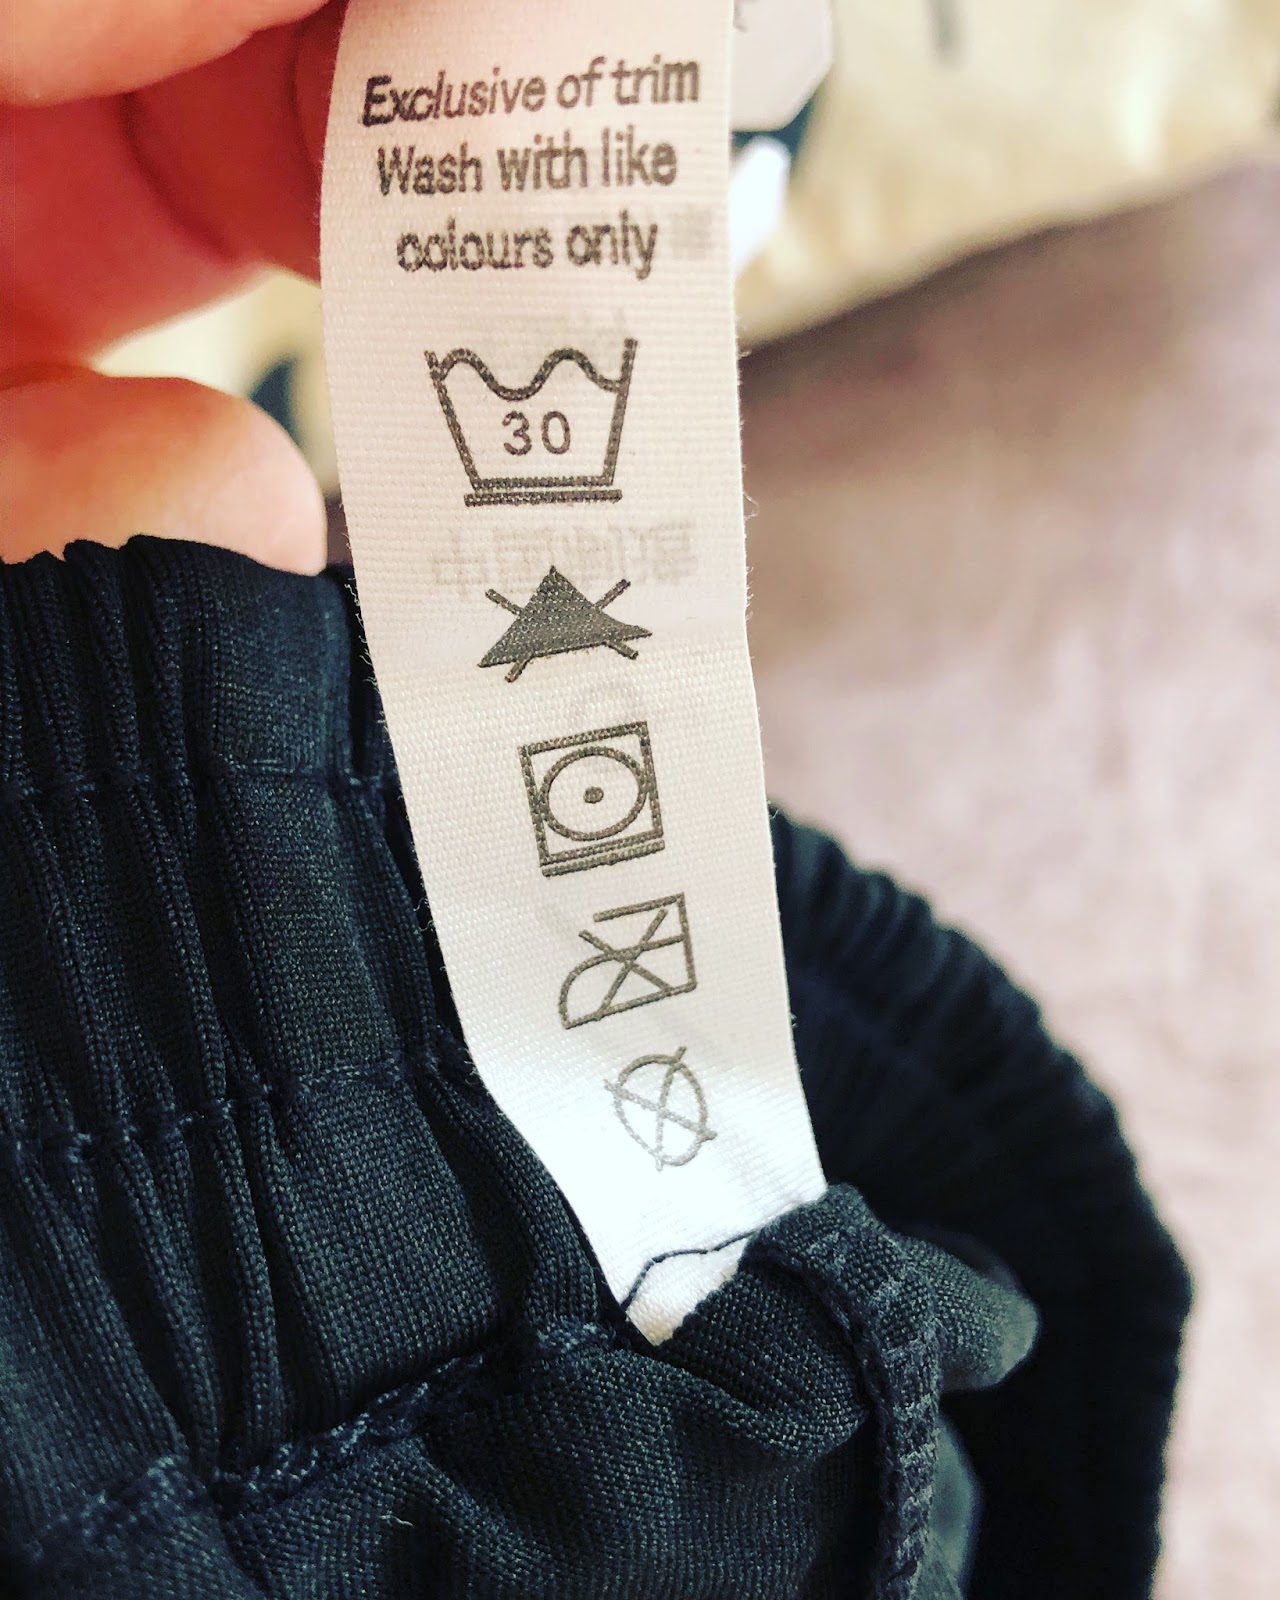 Exclusive of trim
Wash with like
colours only
30